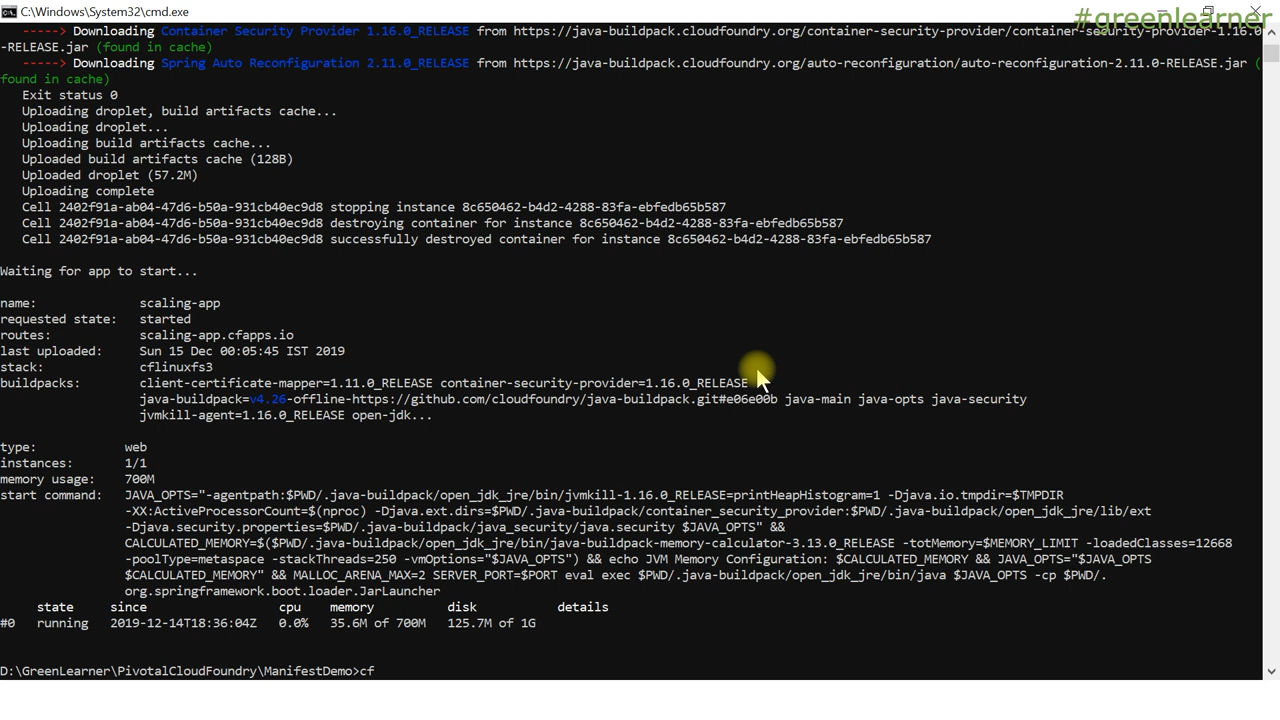 C:\Windows\System32\cmd.exe
#greenlearner
-----> Downloading Container Security Provider 1.16.0_RELEASE from https://java-buildpack.cloudfoundry.org/container-security-provider/container-security-provider-1.16.0
-RELEASE.jar (found in cache)
-----> Downloading Spring Auto Reconfiguration 2.11.0_RELEASE from https://java-buildpack.cloudfoundry.org/auto-reconfiguration/auto-reconfiguration-2.11.0-RELEASE.jar (
found in cache)
Exit status 0
Uploading droplet, build artifacts cache...
Uploading droplet...
Uploading build artifacts cache...
Uploaded build artifacts cache (128B)
Uploaded droplet (57.2M)
Uploading complete
Cell 2402f91a-ab04-47d6-b50a-931cb40ec9d8 stopping instance 8c650462-b4d2-4288-83fa-ebfedb65b587
Cell 2402f91a-ab04-47d6-b50a-931cb40ec9d8 destroying container for instance 8c650462-b4d2-4288-83fa-ebfedb65b587
Cell 2402f91a-ab04-47d6-b50a-931cb40ec9d8 successfully destroyed container for instance 8c650462-b4d2-4288-83fa-ebfedb65b587
Waiting for app to start...
name: scaling-app
requested state: started
routes: scaling-app.cfapps.io
last uploaded: Sun 15 Dec 00:05:45 IST 2019
stack: cflinuxfs3
buildpacks: client-certificate-mapper=1.11.0_RELEASE container-security-provider=1.16.0_RELEASE
java-buildpack=v4.26-offline-https://github.com/cloudfoundry/java-buildpack.git#e06e00b java-main java-opts java-security
jvmkill-agent=1.16.0_RELEASE open-jdk...
type: web
instances: 1/1
memory usage: 700M
start command: JAVA_OPTS="-agentpath:$PWD/.java-buildpack/open_jdk_jre/bin/jvmkill-1.16.0_RELEASE=printHeapHistogram=1 -Djava.io.tmpdir=$TMPDIR
-XX:ActiveProcessorCount=$(nproc) -Djava.ext.dirs=$PWD/.java-buildpack/container_security_provider:$PWD/.java-buildpack/open_jdk_jre/lib/ext
-Djava.security.properties=$PWD/.java-buildpack/java_security/java.security $JAVA_OPTS" &&
CALCULATED_MEMORY=$($PWD/.java-buildpack/open_jdk_jre/bin/java-buildpack-memory-calculator-3.13.0_RELEASE -totMemory=$MEMORY_LIMIT -loadedClasses=12668
-poolType=metaspace -stackThreads=250 -vmOptions="$JAVA_OPTS") && echo JVM Memory Configuration: $CALCULATED_MEMORY && JAVA_OPTS="$JAVA_OPTS
$CALCULATED_MEMORY" && MALLOC_ARENA_MAX=2 SERVER_PORT=$PORT eval exec $PWD/.java-buildpack/open_jdk_jre/bin/java $JAVA_OPTS -cp $PWD/.
org.springframework.boot.loader.JarLauncher
state since cpu memory disk details
#0 running 2019-12-14T18:36:04Z 0.0% 35.6M of 700M 125.7M of 1G
D:\GreenLearner\PivotalCloudFoundry\ManifestDemo>cf